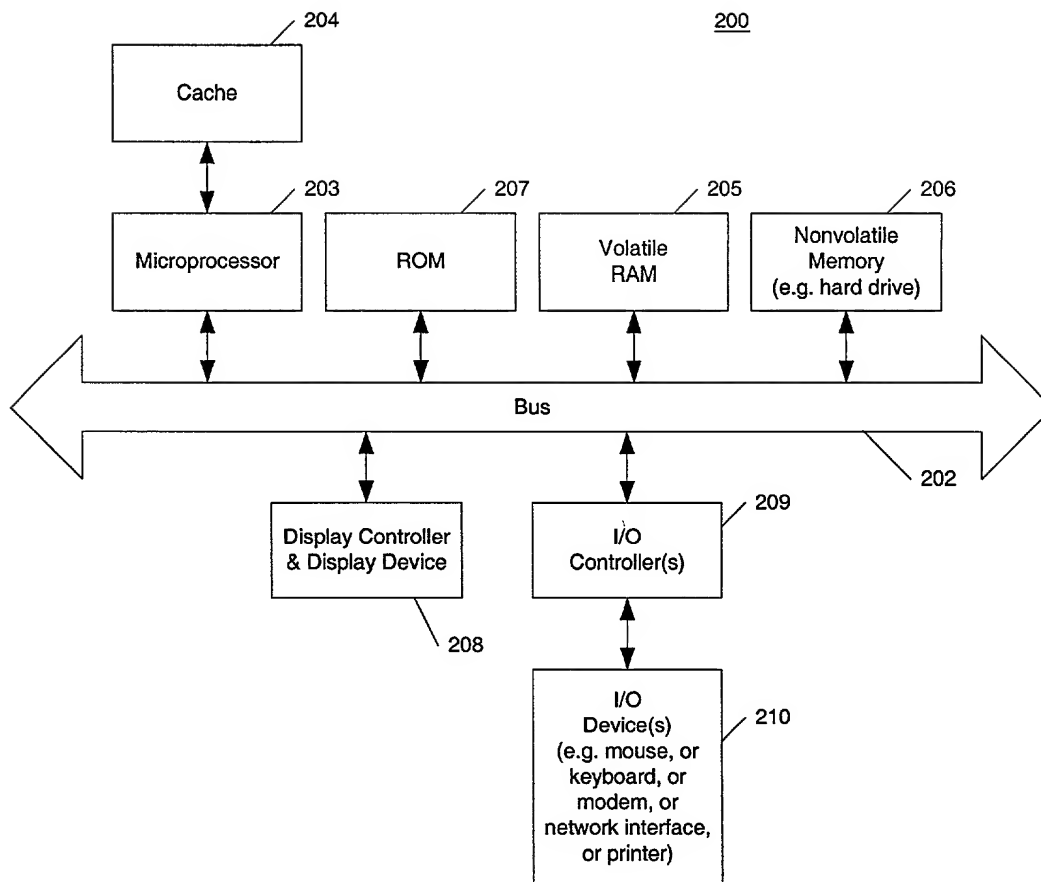 204
200
Cache
203
207
205
206
Microprocessor
ROM
Volatile
RAM
Nonvolatile
Memory
(e.g. hard drive)
Bus
202
Display Controller
& Display Device
208
I/O
Controller(s)
209
I/O
Device(s)
(e.g. mouse, or
keyboard, or
modem, or
network interface,
or printer)
210